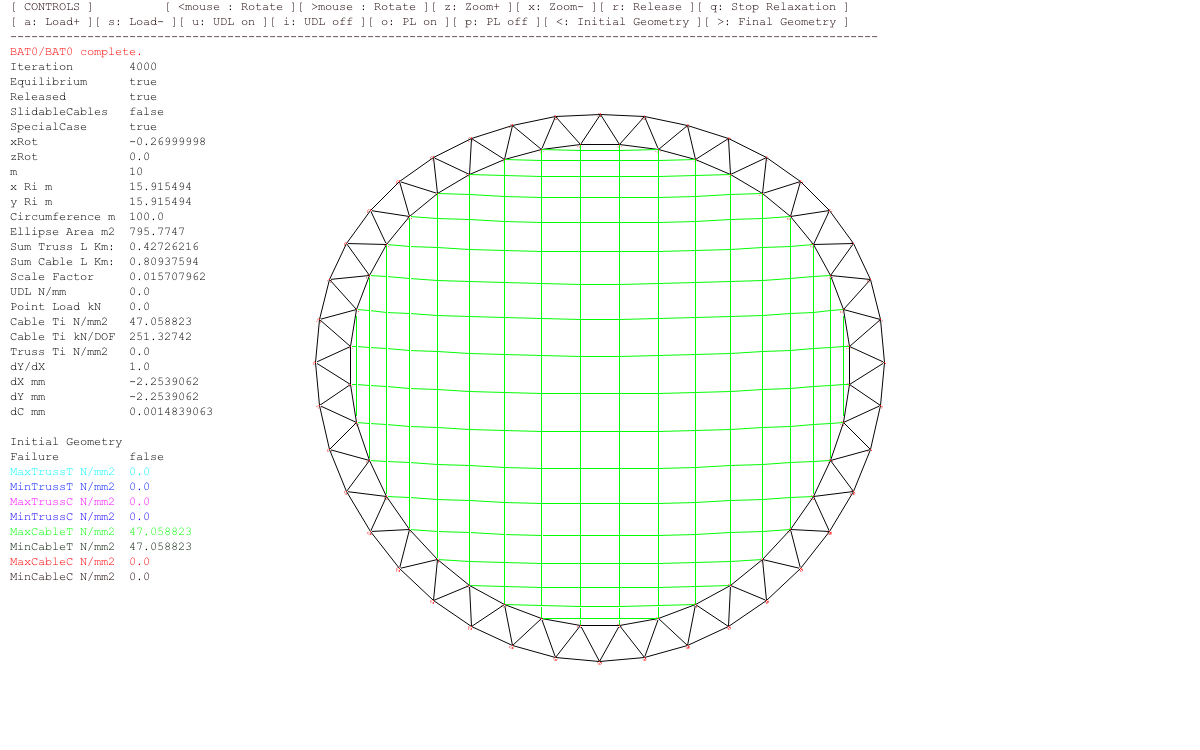 [ CONTROLS ] [ <mouse : Rotate ][ >mouse : Rotate ][ z: Zoom+ ][ x: Zoom- ][ r: Release ][ q: Stop Relaxation ]
[ a: Load+ ][ s: Load- ][ u: UDL on ][ i: UDL off ][ o: PL on ][ p: PL off ][ <: Initial Geometry ][ >: Final Geometry ]
BAT0/BAT0 complete.
Iteration 4000
Equilibrium true
Released true
SlidableCables false
SpecialCase true
xRot -0.26999998
zRot 0.0
m 10
x Ri m 15.915494
y Ri m 15.915494
Circumference m 100.0
Ellipse Area m2 795.7747
Sum Truss L Km: 0.42726216
Sum Cable L Km: 0.80937594
Scale Factor 0.015707962
UDL N/mm 0.0
Point Load kN 0.0
Cable Ti N/mm2 47.058823
Cable Ti kN/DOF 251.32742
Truss Ti N/mm2 0.0
dY/dX 1.0
dX mm -2.2539062
dY mm -2.2539062
dC mm 0.0014839063
Initial Geometry
Failure false
MaxTrussT N/mm2 0.0
MinTrussT N/mm2 0.0
MaxTrussC N/mm2 0.0
MinTrussC N/mm2 0.0
MaxCableT N/mm2 47.058823
MinCableT N/mm2 47.058823
MaxCableC N/mm2 0.0
MinCableC N/mm2 0.0